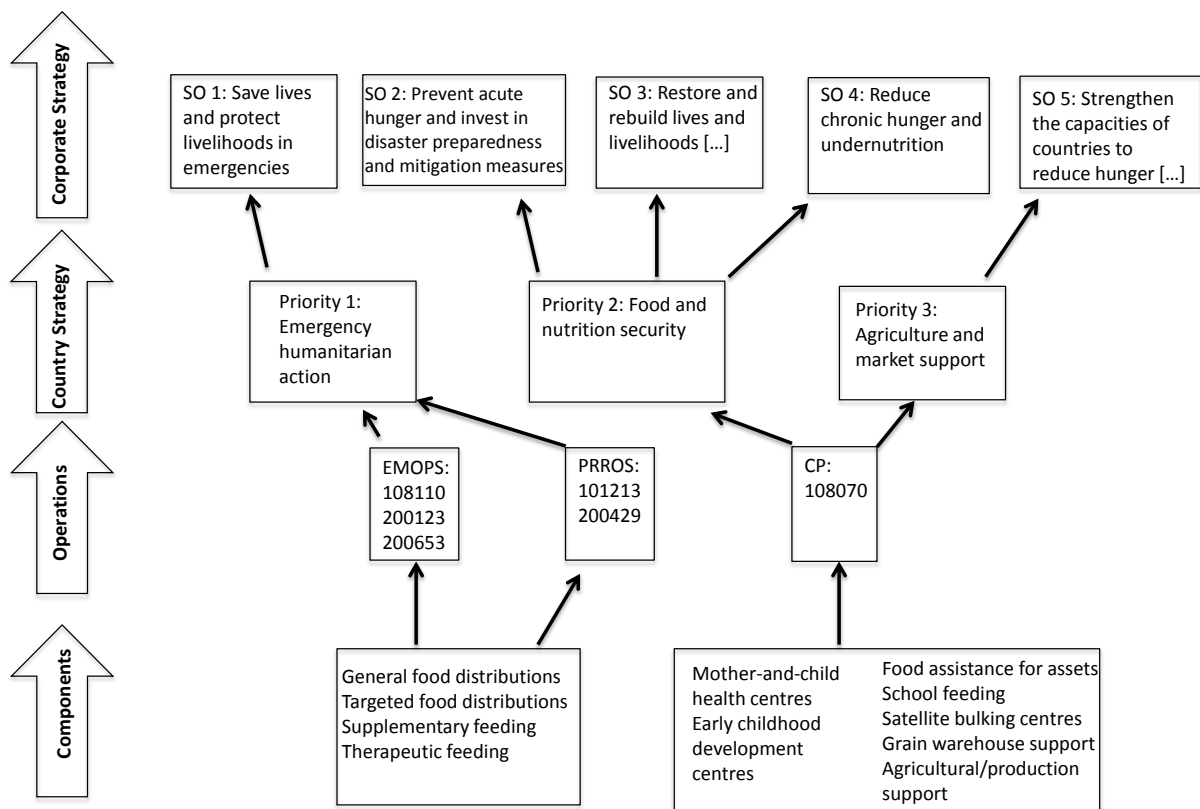 Corporate Strategy
SO 1: Save lives
and protect
livelihoods in
emergencies
SO 2: Prevent acute
hunger and invest in
disaster preparedness
and mitigation measures
SO 3: Restore and
rebuild lives and
livelihoods [...]
SO 4: Reduce
chronic hunger and
undernutrition
SO 5: Strengthen
the capacities of
countries to
reduce hunger [...]
Country Strategy
Priority 1:
Emergency
humanitarian
action
Priority 2: Food and
nutrition security
Priority 3:
Agriculture and
market support
Operations
EMOPS:
108110
200123
200653
PRROS:
101213
200429
CP:
108070
Components
General food distributions
Targeted food distributions
Supplementary feeding
Therapeutic feeding
Mother-and-child
health centres
Early childhood
development
centres
Food assistance for assets
School feeding
Satellite bulking centres
Grain warehouse support
Agricultural/production
support